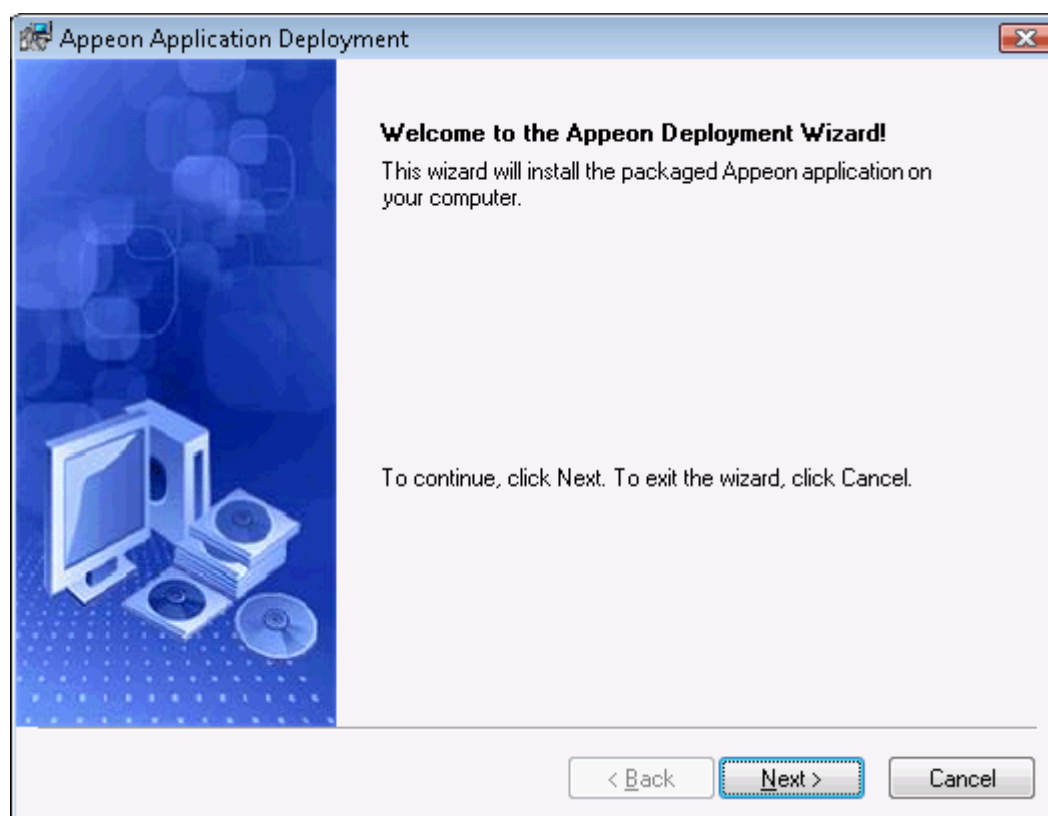 Appeon Application Deployment
Welcome to the Appeon Deployment Wizard!
This wizard will install the packaged Appeon application on
your computer.
To continue, click Next. To exit the wizard, click Cancel.
< Back
Next >
Cancel